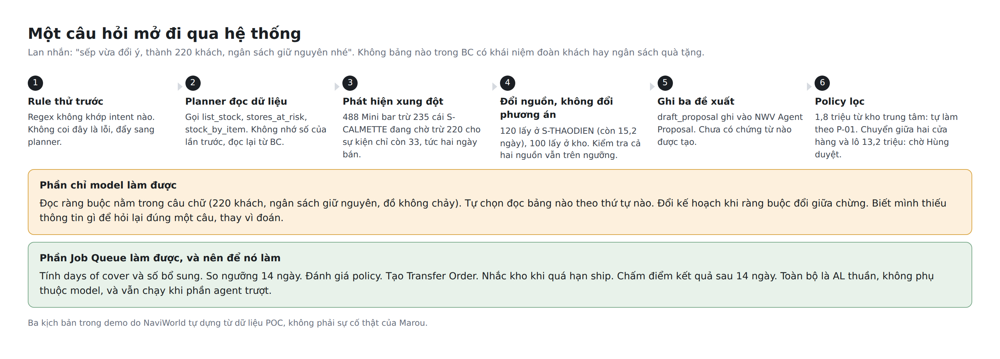 Một câu hỏi mở đi qua hệ thống
Lan nhắn: "sếp vừa đổi ý, thành 220 khách, ngân sách giữ nguyên nhé". Không bảng nào trong BC có khái niệm đoàn khách hay ngân sách quà tặng.
1
Rule thử trước
Regex không khớp intent nào.
Không coi đây là lỗi, đẩy sang
planner.
2
Planner đọc dữ liệu
Gọi list_stock, stores_at_risk,
stock_by_item. Không nhớ số của
lần trước, đọc lại từ BC.
3
Phát hiện xung đột
488 Mini bar trừ 235 cái S-
CALMETTE đang chờ trừ 220 cho
sự kiện chỉ còn 33, tức hai ngày
bán.
4
Đổi nguồn, không đổi
phương án
120 lấy ở S-THAODIEN (còn 15,2
ngày), 100 lấy ở kho. Kiểm tra cả
hai nguồn vẫn trên ngưỡng.
5
Ghi ba đề xuất
draft_proposal ghi vào NWV Agent
Proposal. Chưa có chứng từ nào
được tạo.
6
Policy lọc
1,8 triệu từ kho trung tâm: tự làm
theo P-01. Chuyển giữa hai cửa
hàng và lô 13,2 triệu: chờ Hùng
duyệt.
Phần chỉ model làm được
Đọc ràng buộc nằm trong câu chữ (220 khách, ngân sách giữ nguyên, đồ không chảy). Tự chọn đọc bảng nào theo thứ tự nào. Đổi kế hoạch khi ràng buộc đổi giữa chừng. Biết mình thiếu
thông tin gì để hỏi lại đúng một câu, thay vì đoán.
Phần Job Queue làm được, và nên để nó làm
Tính days of cover và số bổ sung. So ngưỡng 14 ngày. Đánh giá policy. Tạo Transfer Order. Nhắc kho khi quá hạn ship. Chấm điểm kết quả sau 14 ngày. Toàn bộ là AL thuần, không phụ
thuộc model, và vẫn chạy khi phần agent trượt.
Ba kịch bản trong demo do NaviWorld tự dựng từ dữ liệu POC, không phải sự cố thật của Marou.